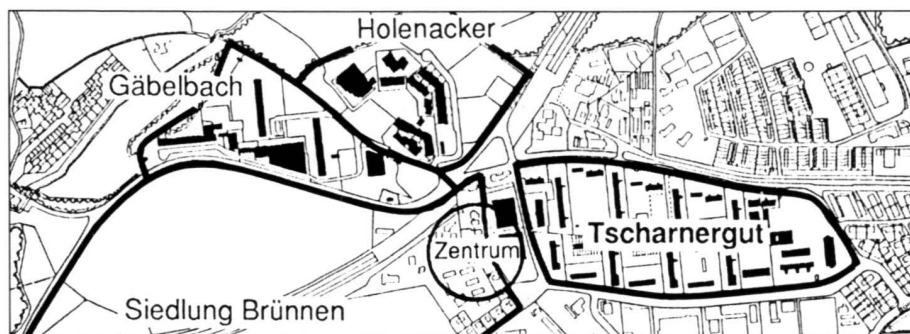 Holenacker
Gäbelbach
Tscharnergut
Zentrum
Siedlung Brünnen